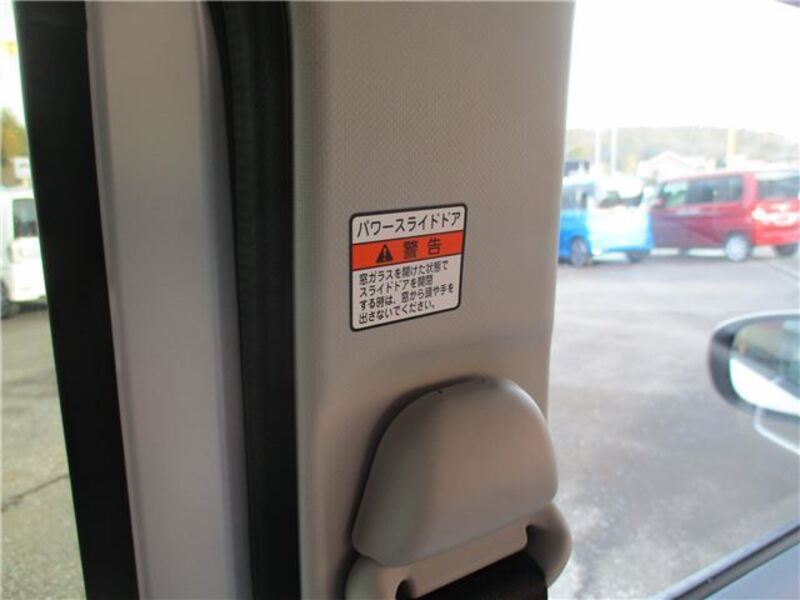 パワースライドドア
警告
窓ガラスを開けた状態で
スライドドアを開閉
する時は、窓から頭や手を
出さないでください。